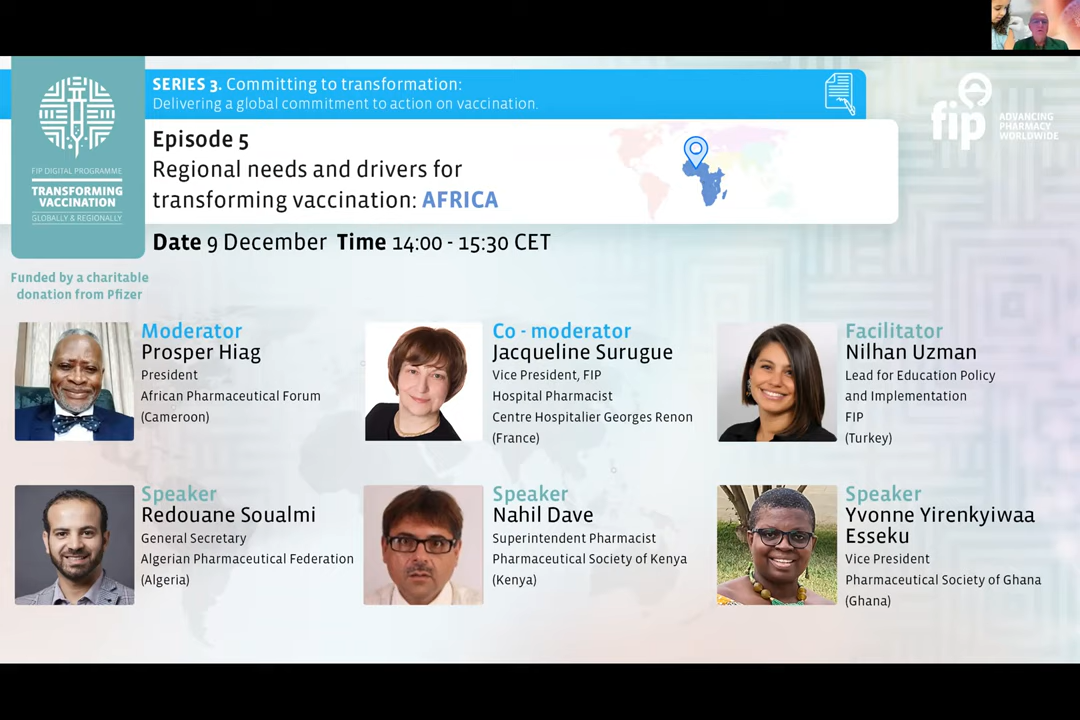 SERIES 3. Committing to transformation:
Delivering a global commitment to action on vaccination.
FIP DIGITAL PROGRAMME
TRANSFORMING
VACCINATION
GLOBALLY & REGIONALLY
Episode 5
Regional needs and drivers for
transforming vaccination: AFRICA
fip
ADVANCING
PHARMACY
WORLDWIDE
Date 9 December Time 14:00 - 15:30 CET
Funded by a charitable
donation from Pfizer
Moderator
Prosper Hiag
President
African Pharmaceutical Forum
(Cameroon)
Co - moderator
Jacqueline Surugue
Vice President, FIP
Hospital Pharmacist
Centre Hospitalier Georges Renon
(France)
Facilitator
Nilhan Uzman
Lead for Education Policy
and Implementation
FIP
(Turkey)
Speaker
Redouane Soualmi
General Secretary
Algerian Pharmaceutical Federation
(Algeria)
Speaker
Nahil Dave
Superintendent Pharmacist
Pharmaceutical Society of Kenya
(Kenya)
Speaker
Yvonne Yirenkyiwaa
Esseku
Vice President
Pharmaceutical Society of Ghana
(Ghana)